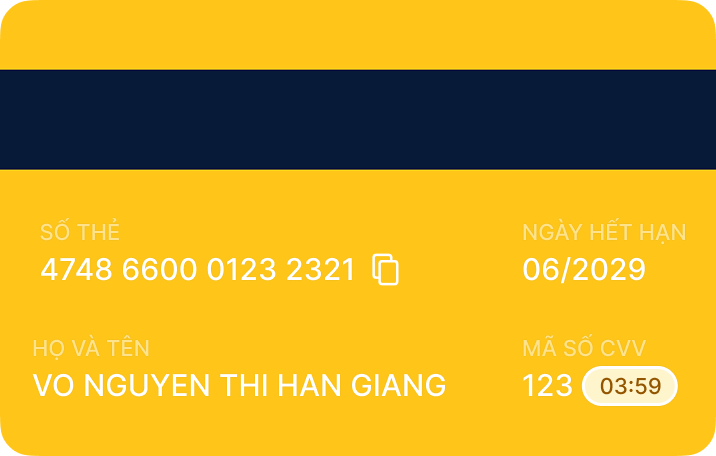 SỐ THẺ
4748 6600 0123 2321
NGÀY HẾT HẠN
06/2029
HỌ VÀ TÊN
VO NGUYEN THI HAN GIANG
MÃ SỐ CVV
123 03:59